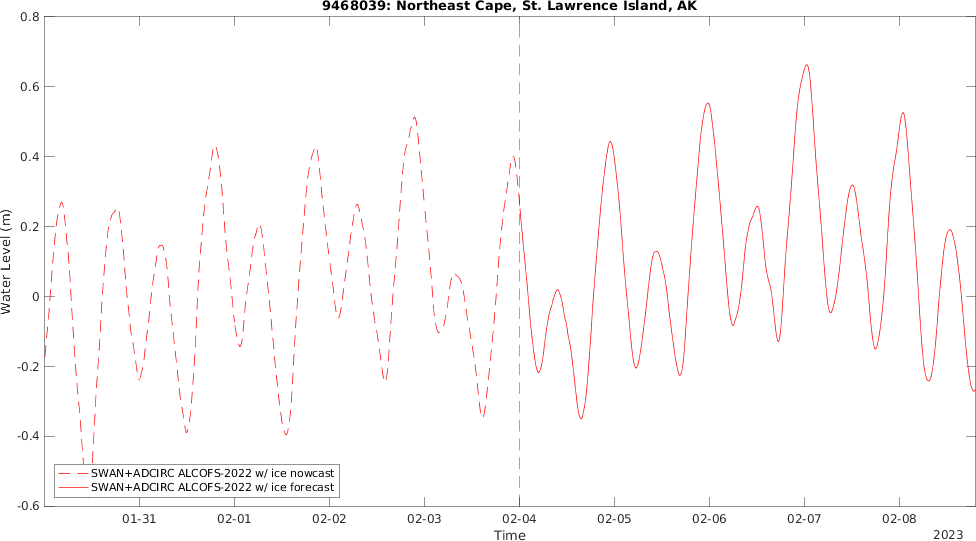 9468039: Northeast Cape, St. Lawrence Island, AK
Water Level (m)
0.8
0.6
0.4
0.2
0
-0.2
-0.4
-0.6
SWAN+ADCIRC ALCOFS-2022 w/ ice nowcast
SWAN+ADCIRC ALCOFS-2022 w/ ice forecast
01-31 02-01 02-02 02-03 02-04 02-05 02-06 02-07 02-08
Time
2023